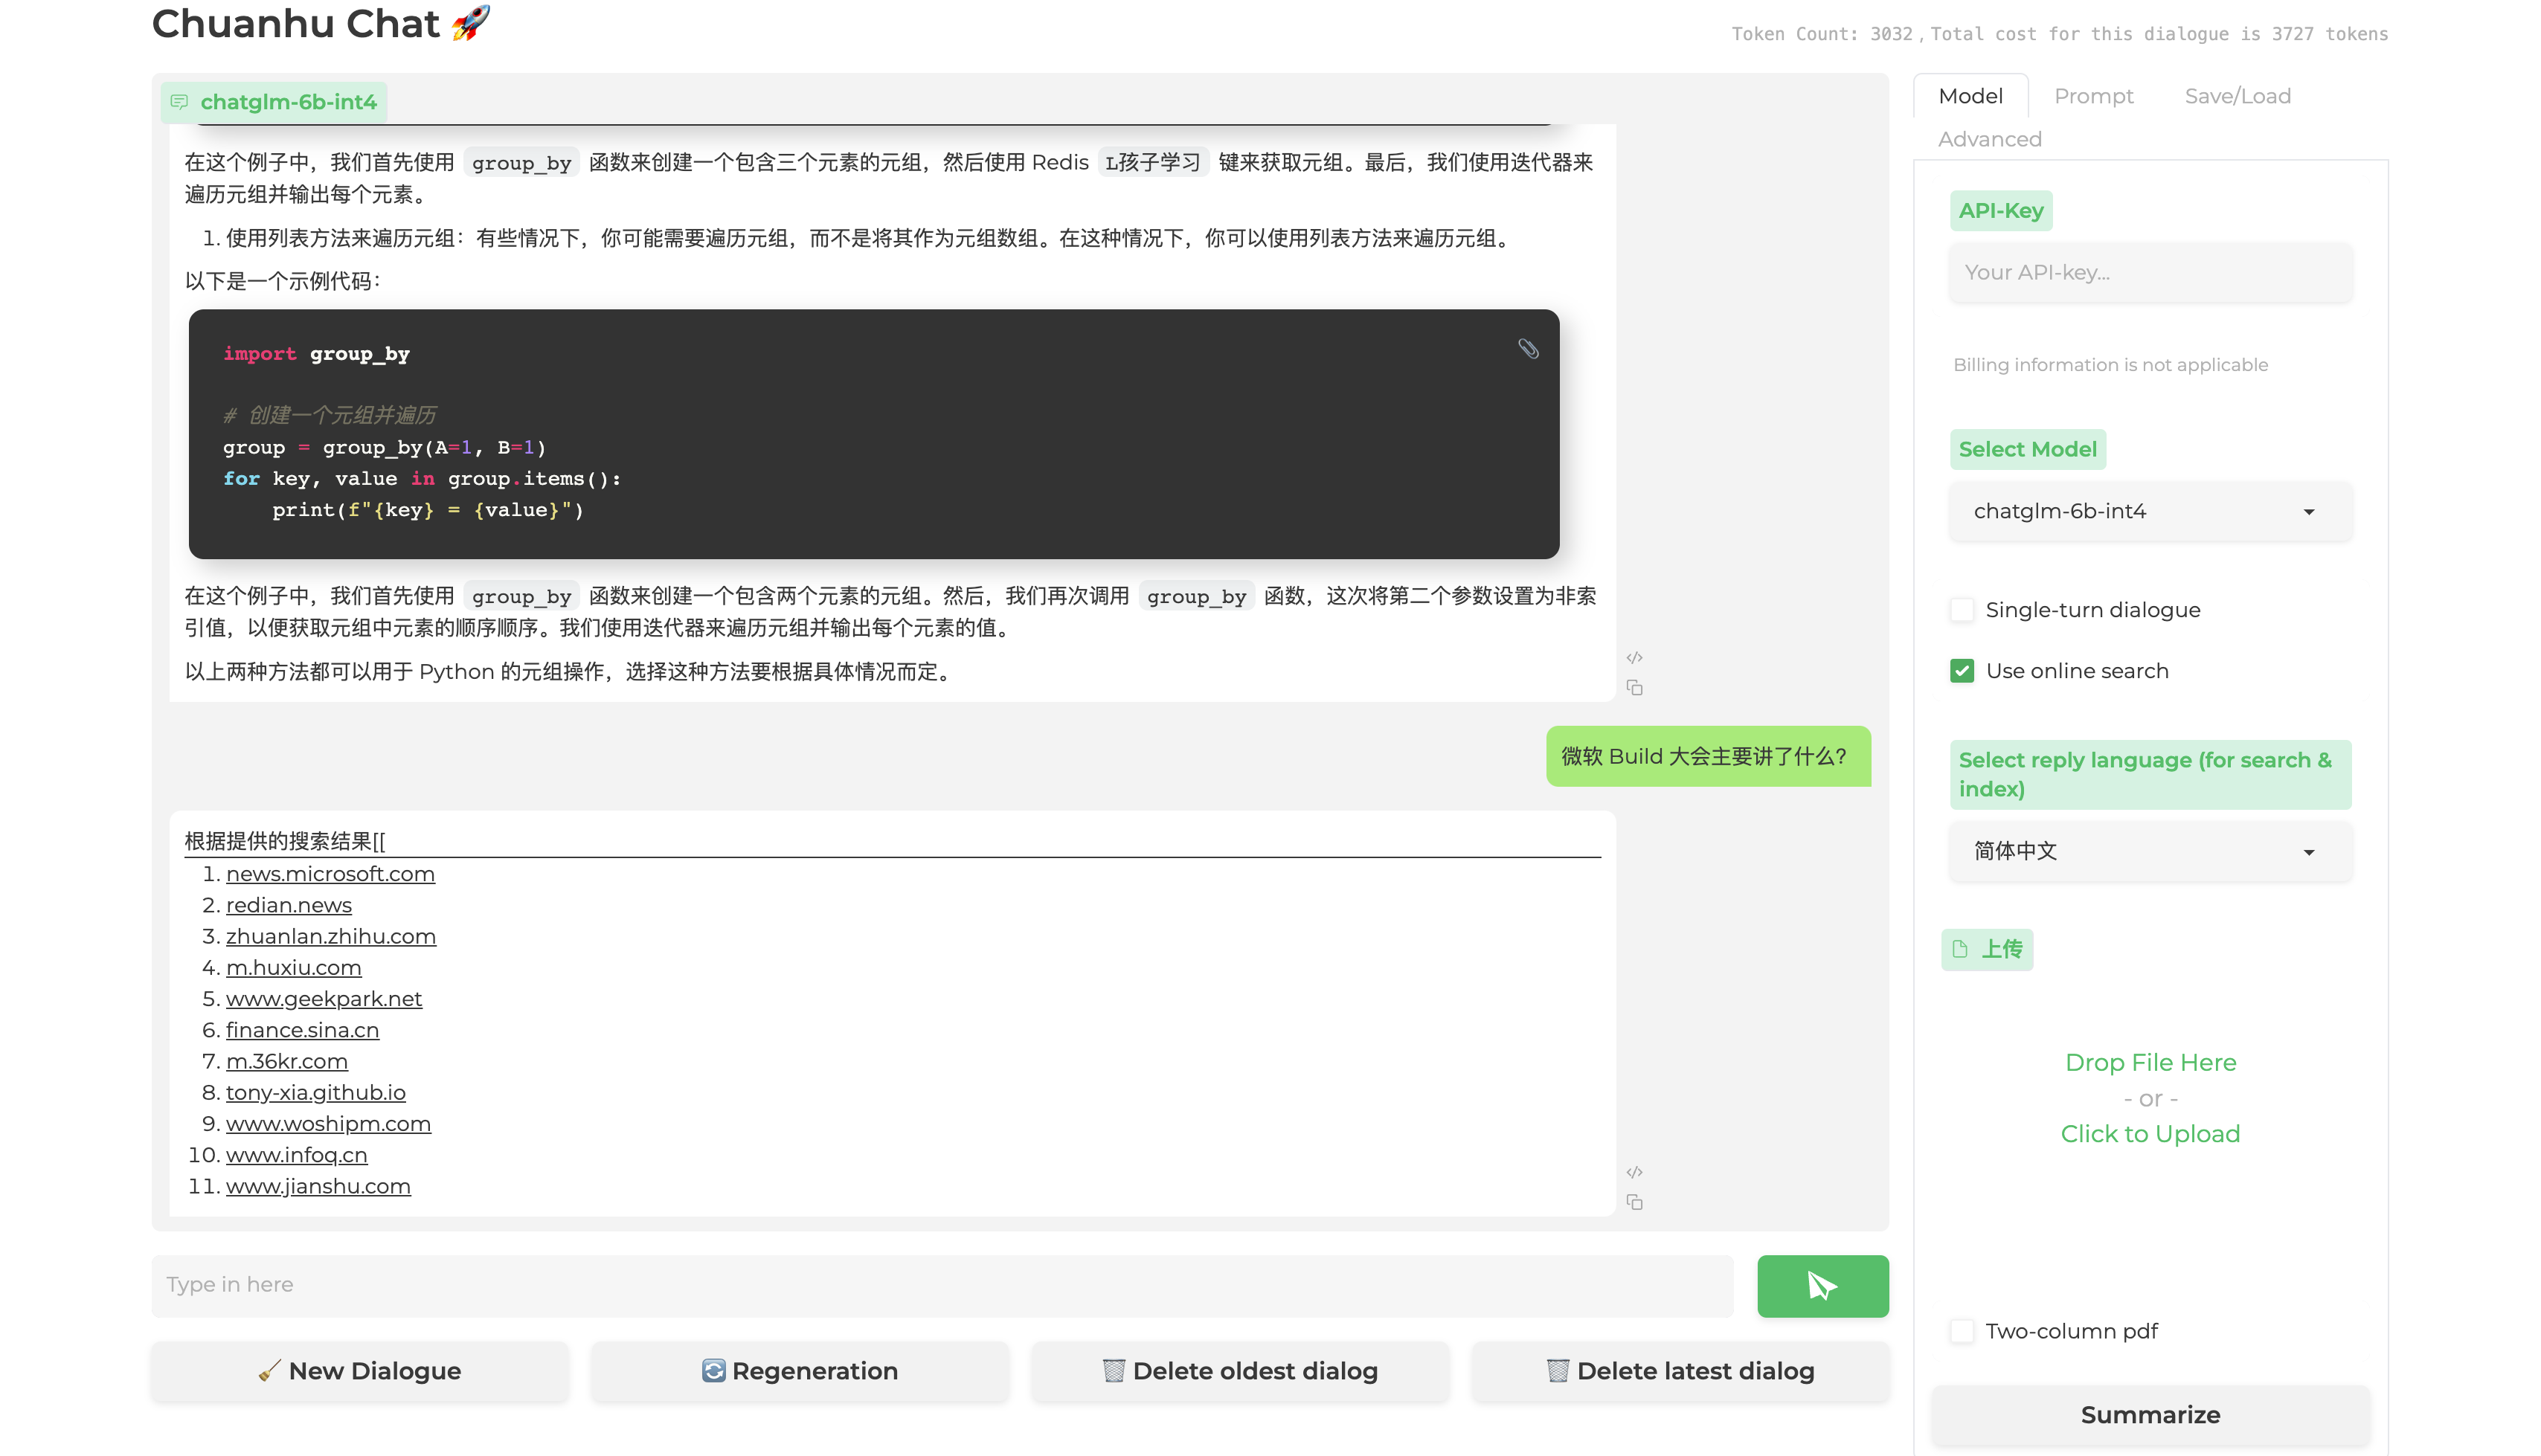 Chuanhu Chat 🚀
Token Count: 3032，Total cost for this dialogue is 3727 tokens
chatglm-6b-int4
在这个例子中，我们首先使用 group_by 函数来创建一个包含三个元素的元组，然后使用 Redis L孩子学习 键来获取元组。最后，我们使用迭代器来
遍历元组并输出每个元素。
1. 使用列表方法来遍历元组：有些情况下，你可能需要遍历元组，而不是将其作为元组数组。在这种情况下，你可以使用列表方法来遍历元组。
以下是一个示例代码：
import group_by
# 创建一个元组并遍历
group = group_by(A=1, B=1)
for key, value in group.items():
    print(f"{key} = {value}")
在这个例子中，我们首先使用 group_by 函数来创建一个包含两个元素的元组。然后，我们再次调用 group_by 函数，这次将第二个参数设置为非索
引值，以便获取元组中元素的顺序顺序。我们使用迭代器来遍历元组并输出每个元素的值。
以上两种方法都可以用于 Python 的元组操作，选择这种方法要根据具体情况而定。
微软 Build 大会主要讲了什么？
根据提供的搜索结果[[
1. news.microsoft.com
2. redian.news
3. zhuanlan.zhihu.com
4. m.huxiu.com
5. www.geekpark.net
6. finance.sina.cn
7. m.36kr.com
8. tony-xia.github.io
9. www.woshipm.com
10. www.infoq.cn
11. www.jianshu.com
Type in here
🧹 New Dialogue
🔄 Regeneration
🗑️ Delete oldest dialog
🗑️ Delete latest dialog
Model
Prompt
Save/Load
Advanced
API-Key
Your API-key...
Billing information is not applicable
Select Model
chatglm-6b-int4
Single-turn dialogue
Use online search
Select reply language (for search &
index)
简体中文
上传
Drop File Here
- or -
Click to Upload
Two-column pdf
Summarize